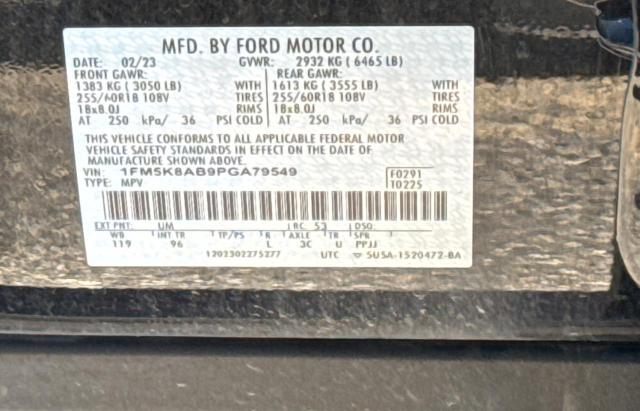 MFD. BY FORD MOTOR CO.
DATE: 02/23 GVWR: 2932 KG (6465 LB)
FRONT GAWR: REAR GAWR:
1383 KG (3050 LB) WITH 1613 KG (3555 LB) WITH
255/60R18 108V TIRES 255/60R18 108V TIRES
18x8.0J RIMS 18x8.0J RIMS
AT 250 kPa/ 36 PSI COLD AT 250 kPa/ 36 PSI COLD
THIS VEHICLE CONFORMS TO ALL APPLICABLE FEDERAL MOTOR
VEHICLE SAFETY STANDARDS IN EFFECT ON THE DATE OF
MANUFACTURE SHOWN ABOVE.
VIN: 1FM5K8AB9PGA79549 F0291
TYPE: MPV T0225
EXT PNT: UM RC: 53 DSO:
WB INT TR TP/PS R AXLE TR SPR
119 96 L 3C U PPJJ
1202302275277 UTC 5U5A-1520472-BA